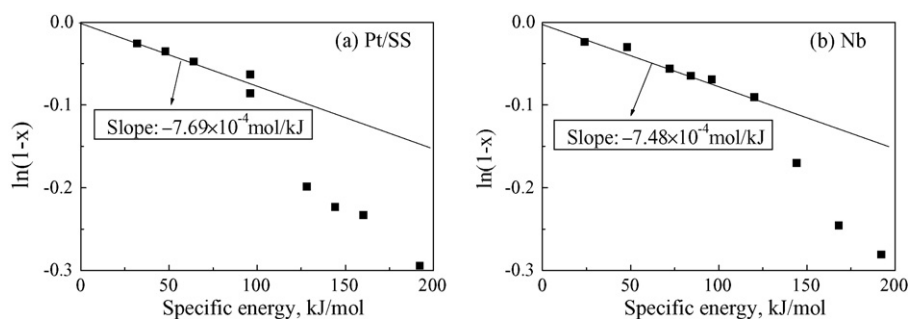 0.0
(a) Pt/SS
-0.1
Slope: −7.69×10⁻⁴mol/kJ
ln(1-x)
-0.2
-0.3
0 50 100 150 200
Specific energy, kJ/mol
0.0
(b) Nb
-0.1
Slope: −7.48×10⁻⁴mol/kJ
ln(1-x)
-0.2
-0.3
0 50 100 150 200
Specific energy, kJ/mol